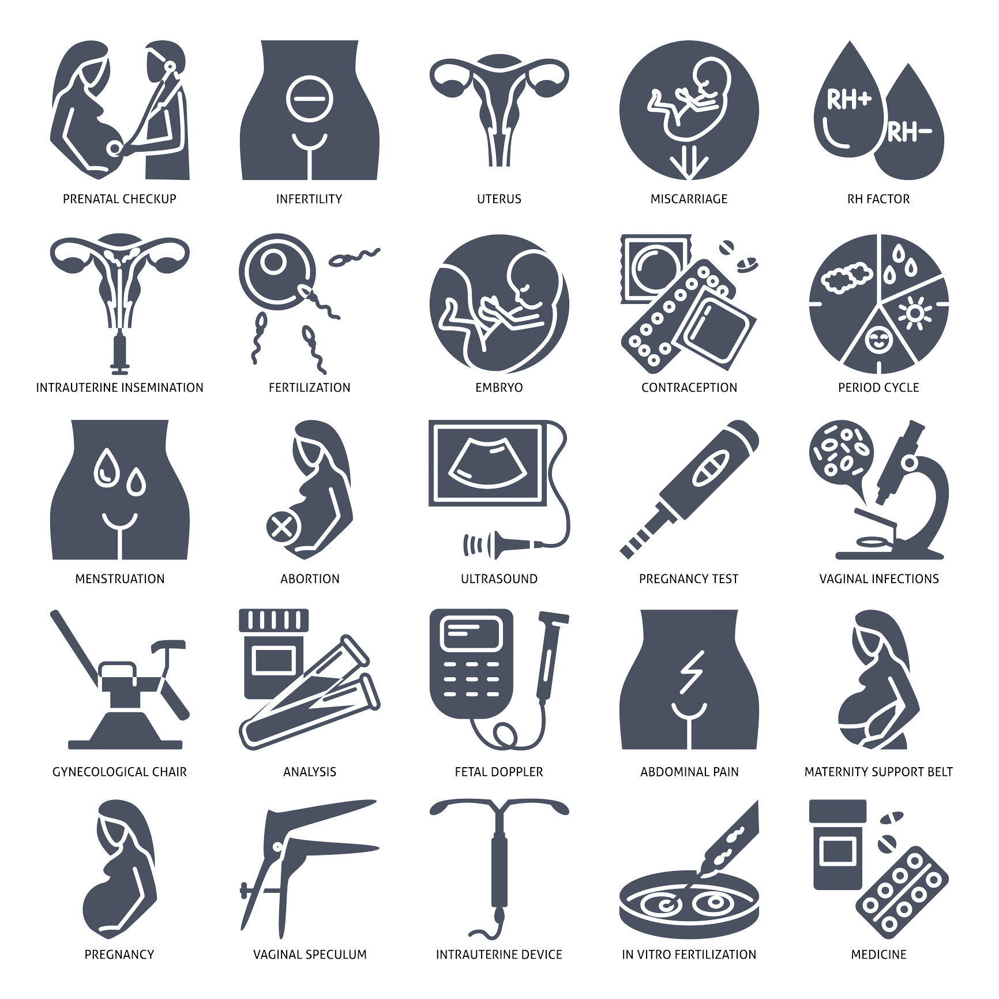 RH+
RH−
PRENATAL CHECKUP
INFERTILITY
UTERUS
MISCARRIAGE
RH FACTOR
INTRAUTERINE INSEMINATION
FERTILIZATION
EMBRYO
CONTRACEPTION
PERIOD CYCLE
MENSTRUATION
ABORTION
ULTRASOUND
PREGNANCY TEST
VAGINAL INFECTIONS
GYNECOLOGICAL CHAIR
ANALYSIS
FETAL DOPPLER
ABDOMINAL PAIN
MATERNITY SUPPORT BELT
PREGNANCY
VAGINAL SPECULUM
INTRAUTERINE DEVICE
IN VITRO FERTILIZATION
MEDICINE